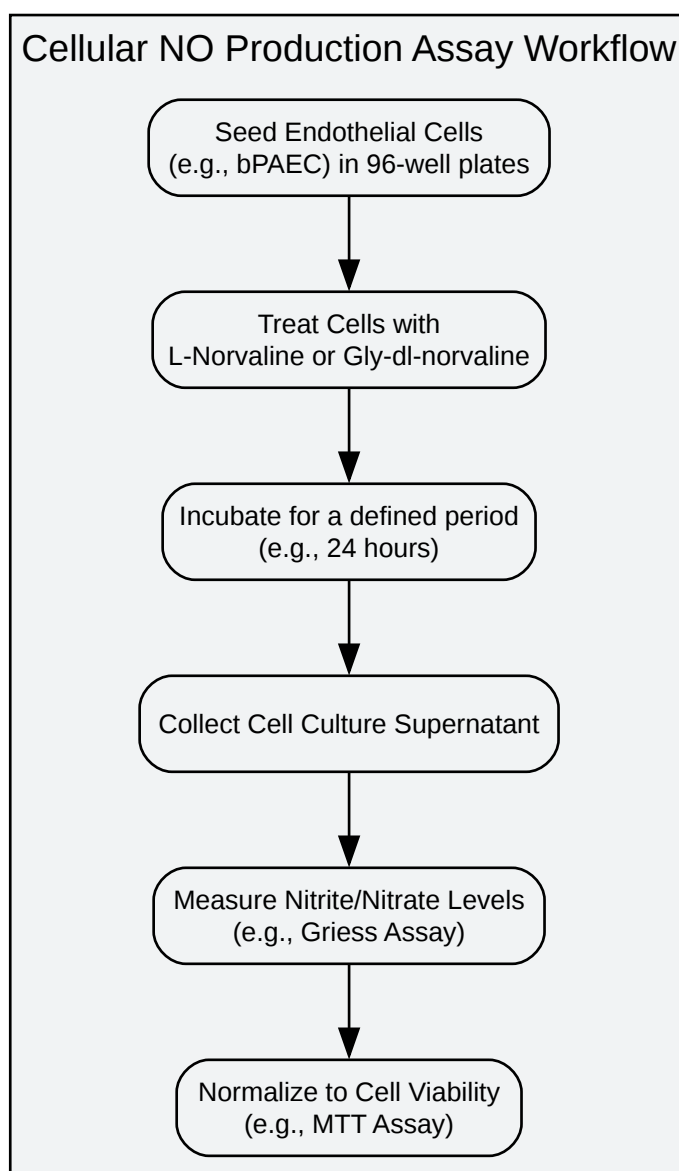 Cellular NO Production Assay Workflow
Seed Endothelial Cells
(e.g., bPAEC) in 96-well plates
Treat Cells with
L-Norvaline or Gly-dl-norvaline
Incubate for a defined period
(e.g., 24 hours)
Collect Cell Culture Supernatant
Measure Nitrite/Nitrate Levels
(e.g., Griess Assay)
Normalize to Cell Viability
(e.g., MTT Assay)